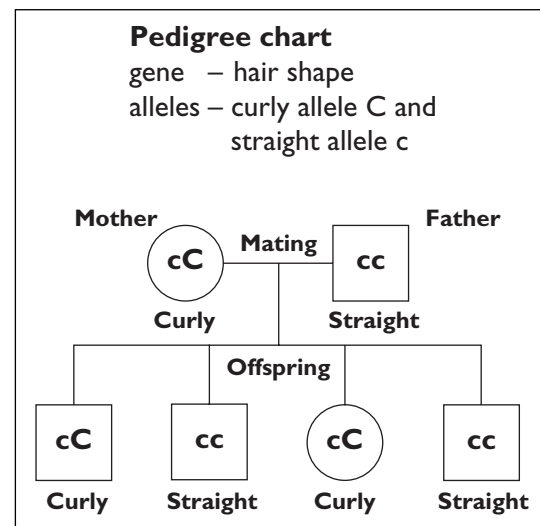 Pedigree chart
gene – hair shape
alleles – curly allele C and
straight allele c
Mother Father
Mating
cC cc
Curly Straight
Offspring
cC cc cC cc
Curly Straight Curly Straight